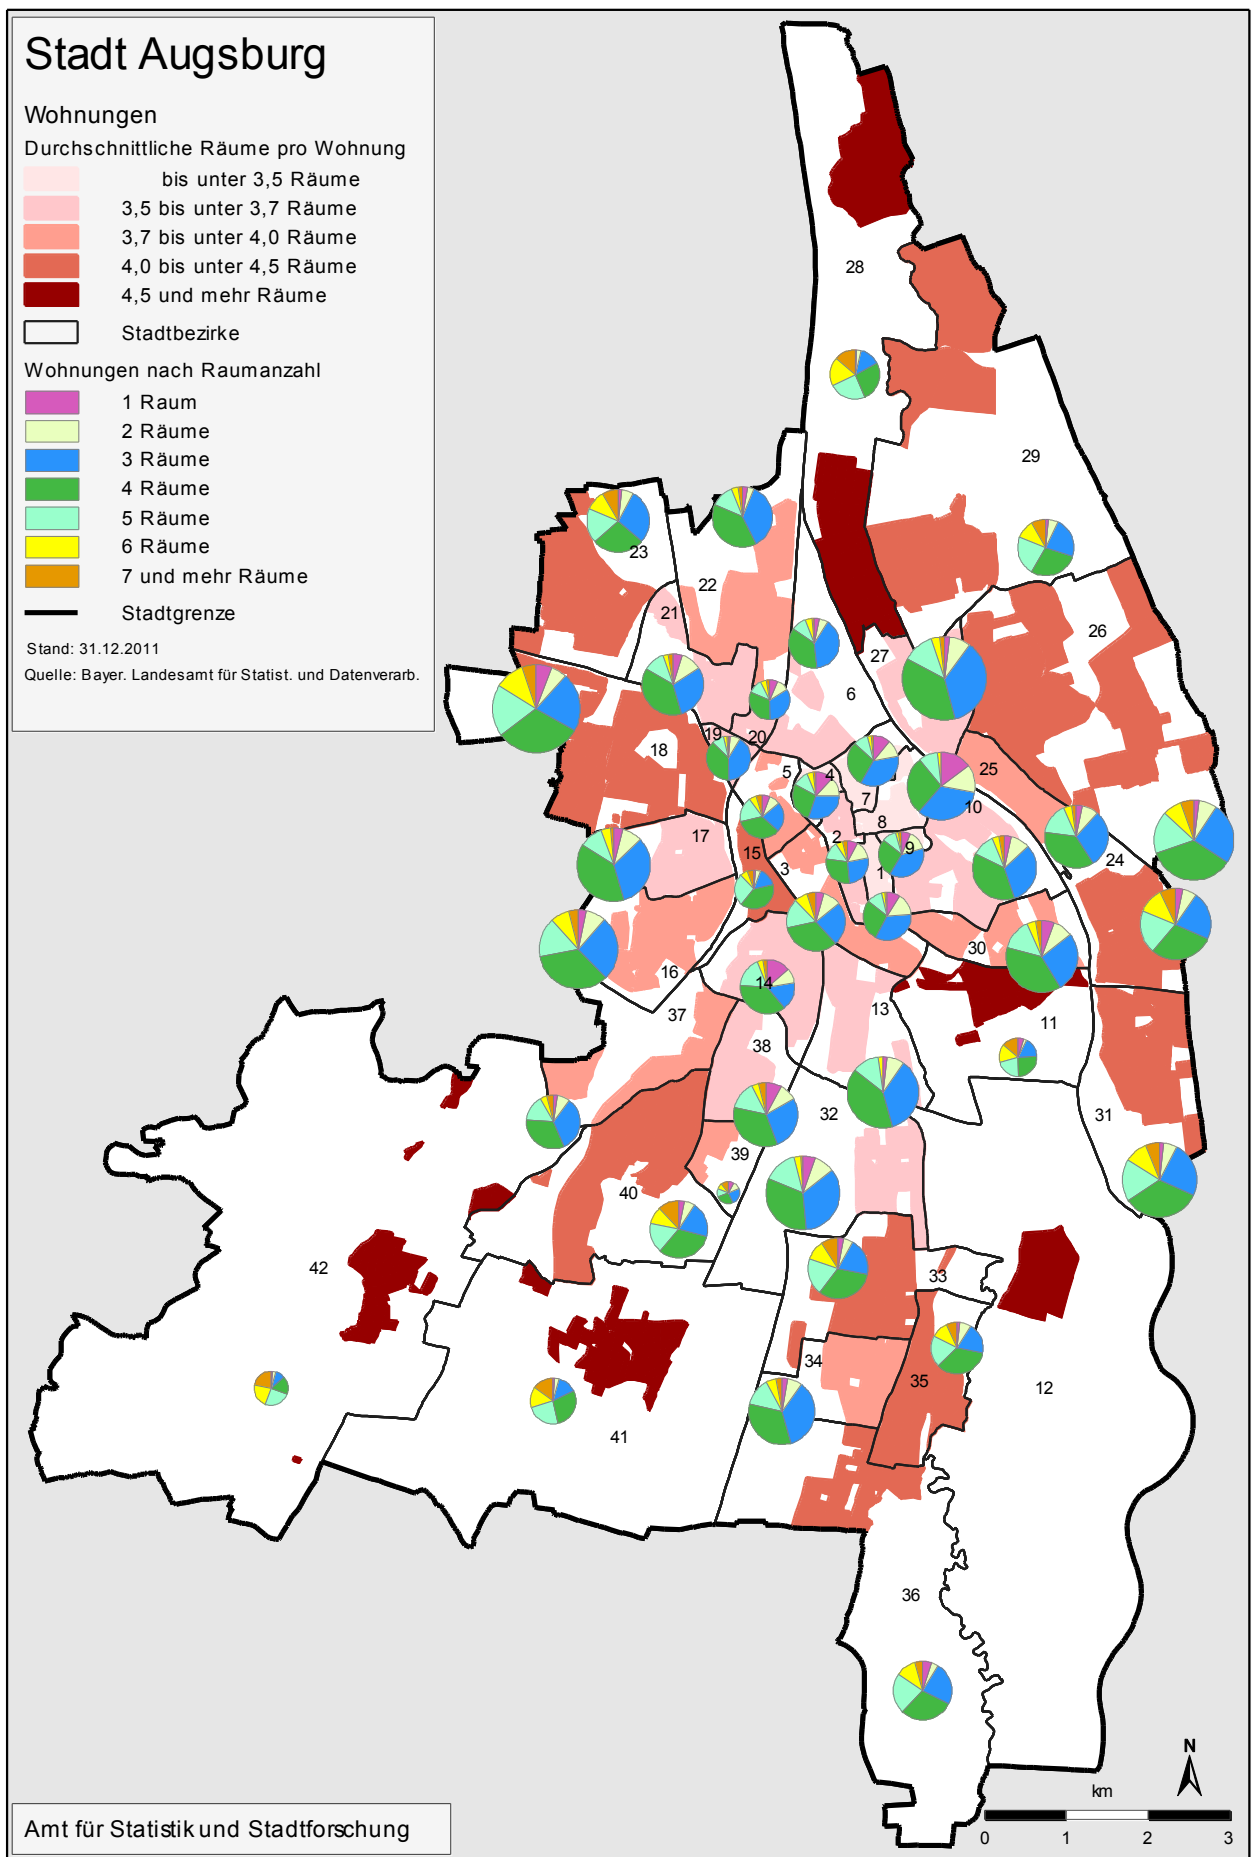 Stadt Augsburg
Wohnungen
Durchschnittliche Räume pro Wohnung
bis unter 3,5 Räume
3,5 bis unter 3,7 Räume
3,7 bis unter 4,0 Räume
4,0 bis unter 4,5 Räume
4,5 und mehr Räume
Stadtbezirke
Wohnungen nach Raumanzahl
1 Raum
2 Räume
3 Räume
4 Räume
5 Räume
6 Räume
7 und mehr Räume
Stadtgrenze
Stand: 31.12.2011
Quelle: Bayer. Landesamt für Statist. und Datenverarb.
28
29
23
22
21
26
27
6
19
20
18
5
4
25
7
10
8
17
2
9
15
3
1
24
16
30
14
37
13
11
38
32
31
39
40
42
33
34
35
12
41
36
N
km
0 1 2 3
Amt für Statistik und Stadtforschung